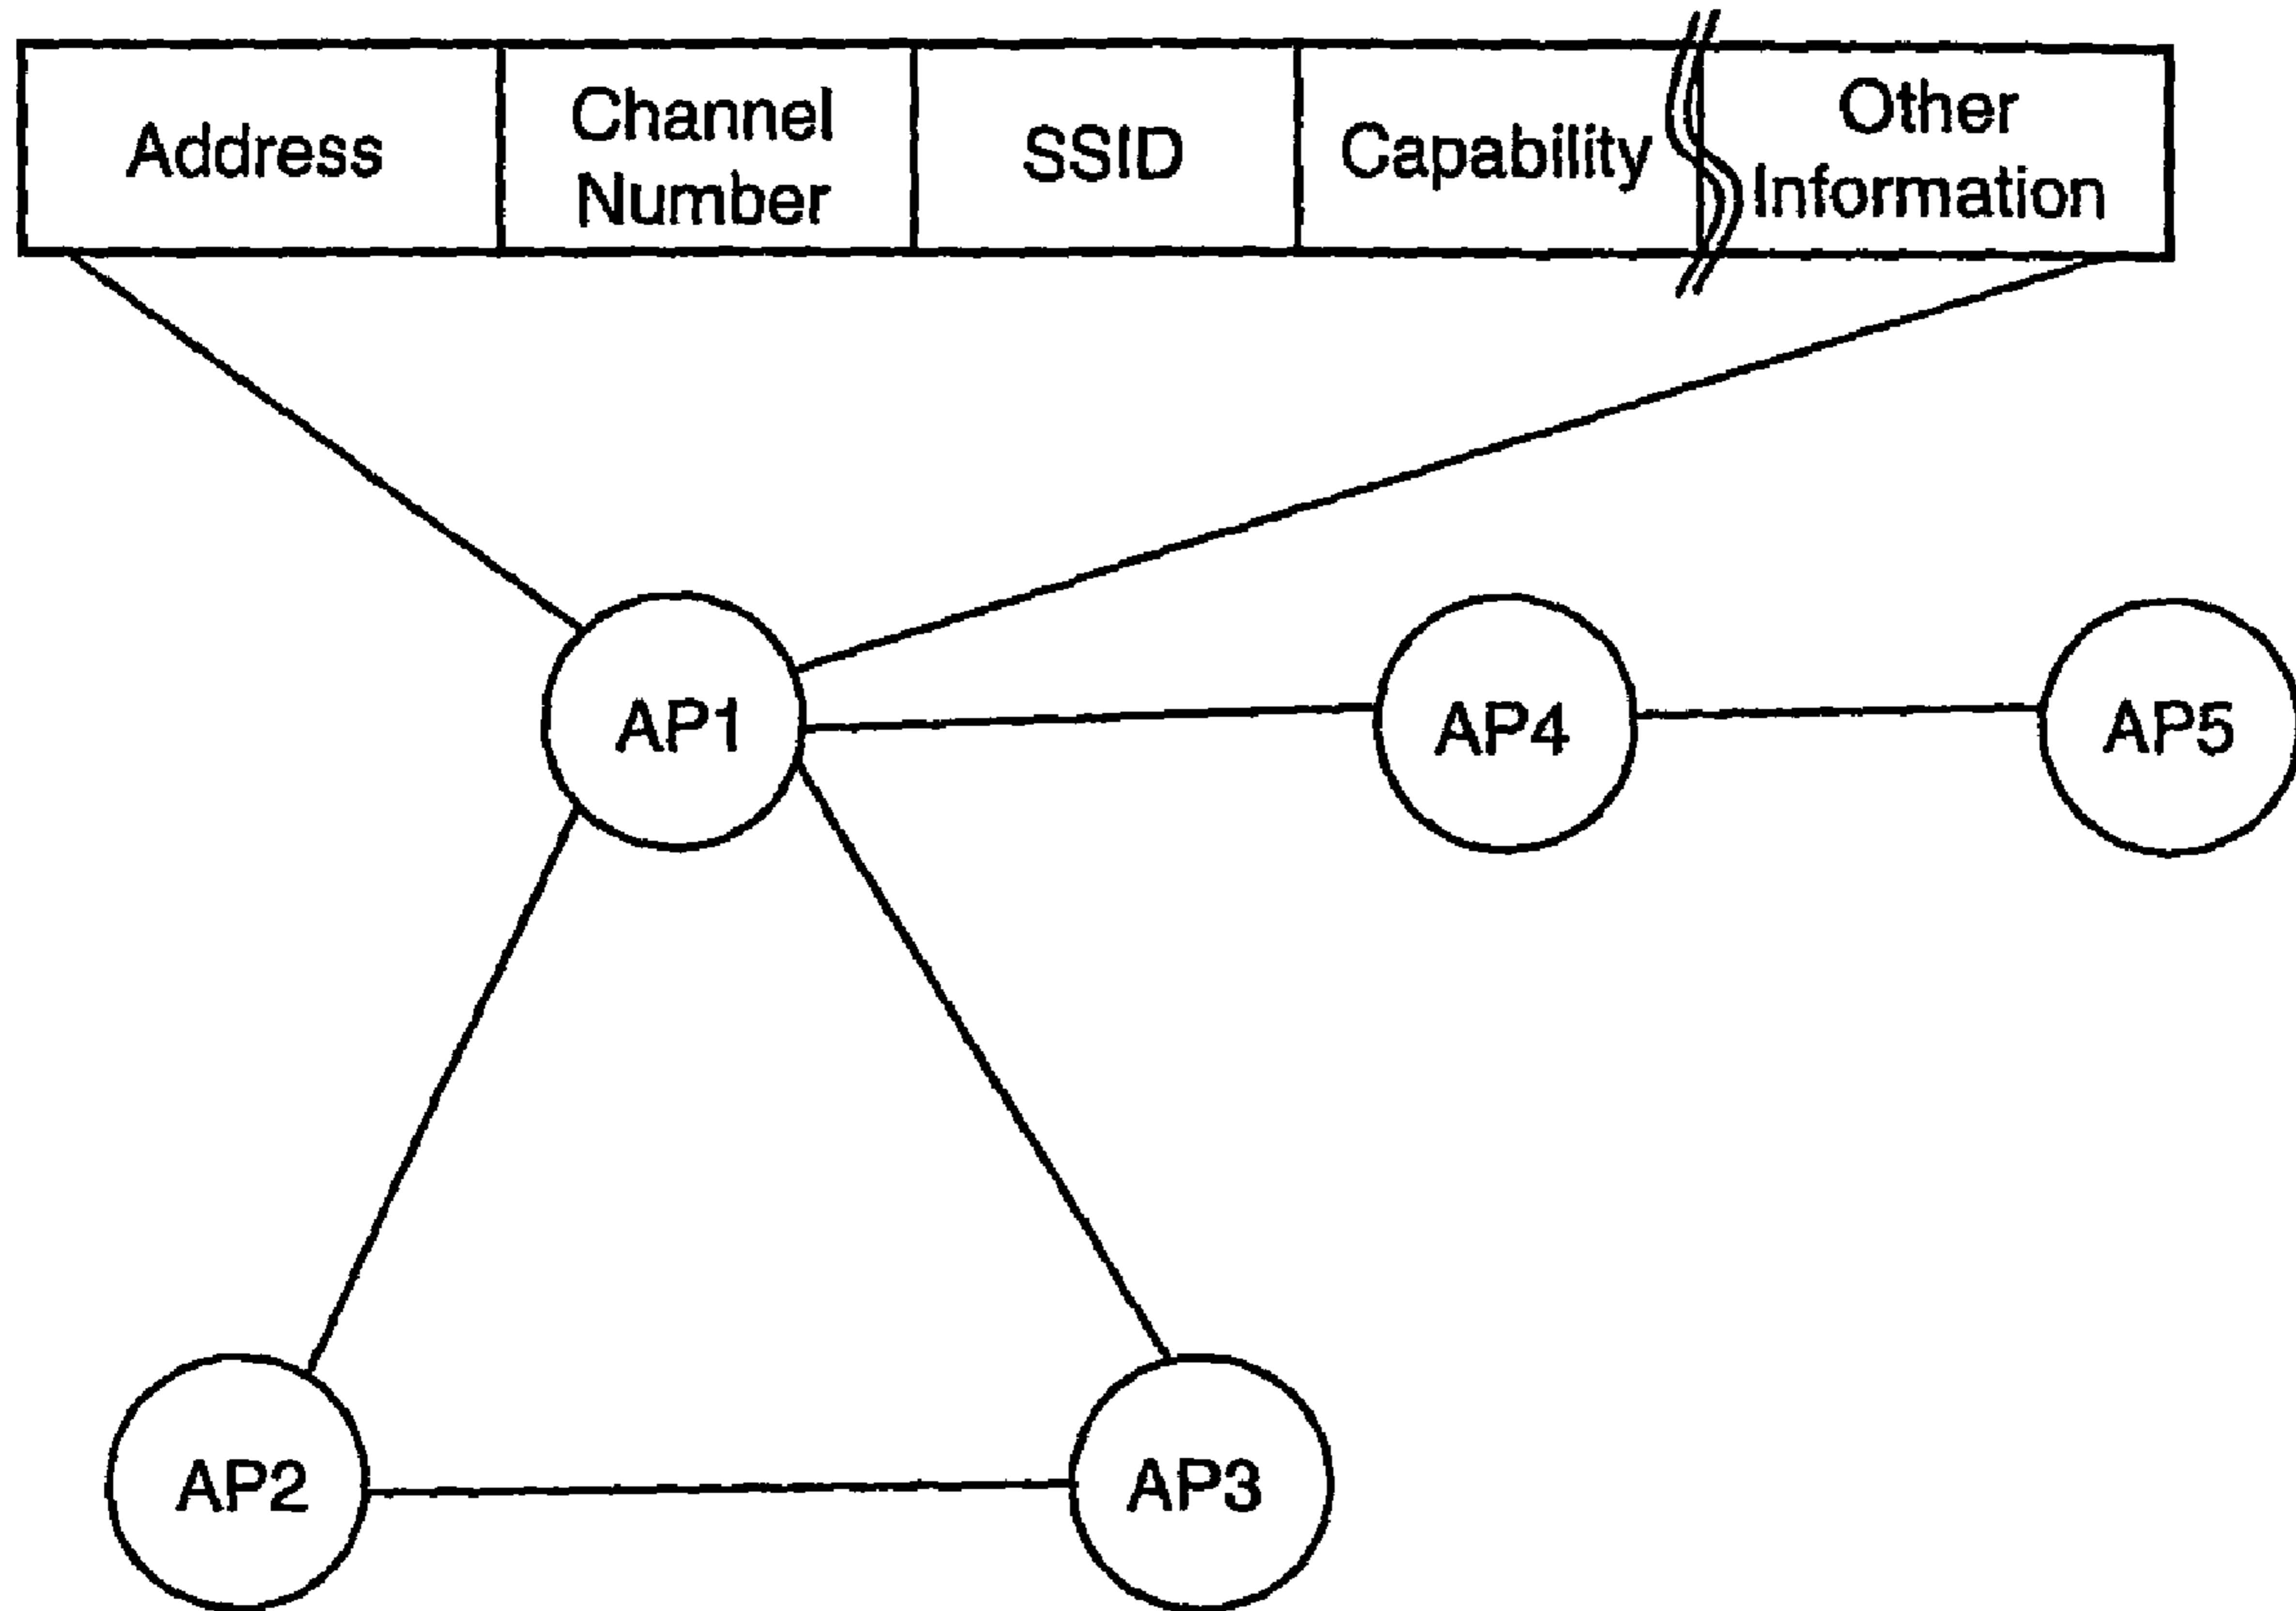 Address
Channel
Number
SSID
Capability
Other
Information
AP1
AP4
AP5
AP2
AP3